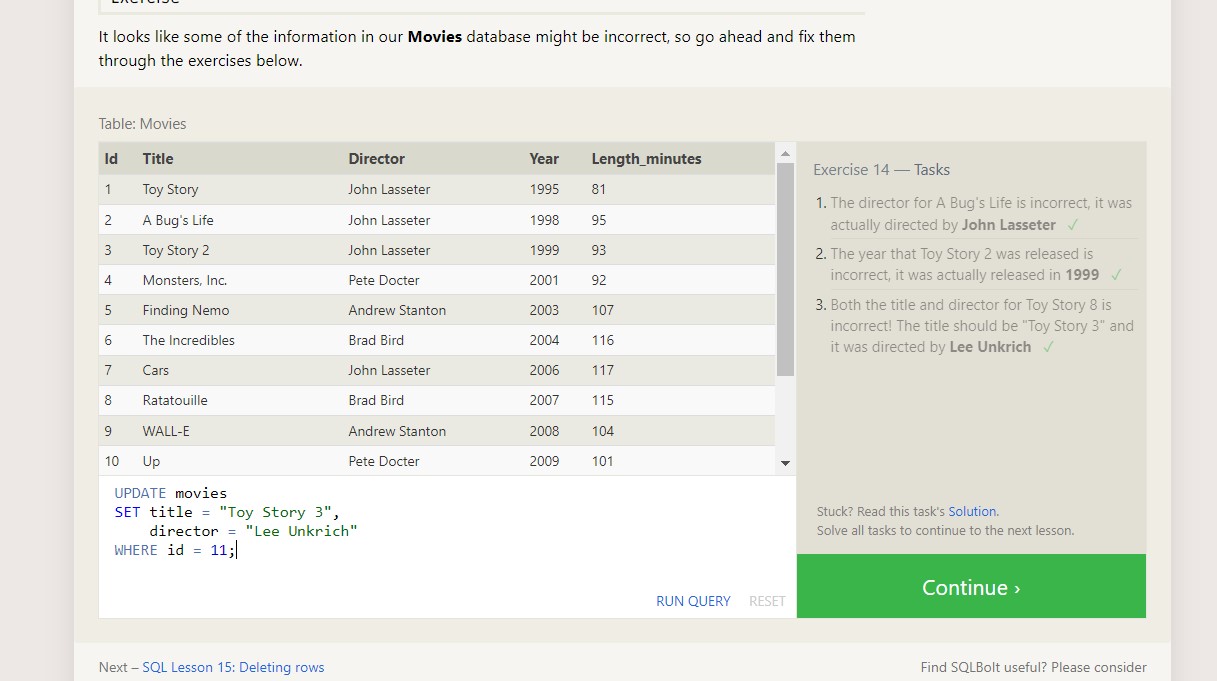 Exercise
It looks like some of the information in our Movies database might be incorrect, so go ahead and fix them
through the exercises below.
Table: Movies
Id Title Director Year Length_minutes
1 Toy Story John Lasseter 1995 81
2 A Bug's Life John Lasseter 1998 95
3 Toy Story 2 John Lasseter 1999 93
4 Monsters, Inc. Pete Docter 2001 92
5 Finding Nemo Andrew Stanton 2003 107
6 The Incredibles Brad Bird 2004 116
7 Cars John Lasseter 2006 117
8 Ratatouille Brad Bird 2007 115
9 WALL-E Andrew Stanton 2008 104
10 Up Pete Docter 2009 101
UPDATE movies
SET title = "Toy Story 3",
    director = "Lee Unkrich"
WHERE id = 11;
RUN QUERY RESET
Exercise 14 — Tasks
1. The director for A Bug's Life is incorrect, it was
actually directed by John Lasseter ✓
2. The year that Toy Story 2 was released is
incorrect, it was actually released in 1999 ✓
3. Both the title and director for Toy Story 8 is
incorrect! The title should be "Toy Story 3" and
it was directed by Lee Unkrich ✓
Stuck? Read this task's Solution.
Solve all tasks to continue to the next lesson.
Continue ›
Next – SQL Lesson 15: Deleting rows
Find SQLBolt useful? Please consider